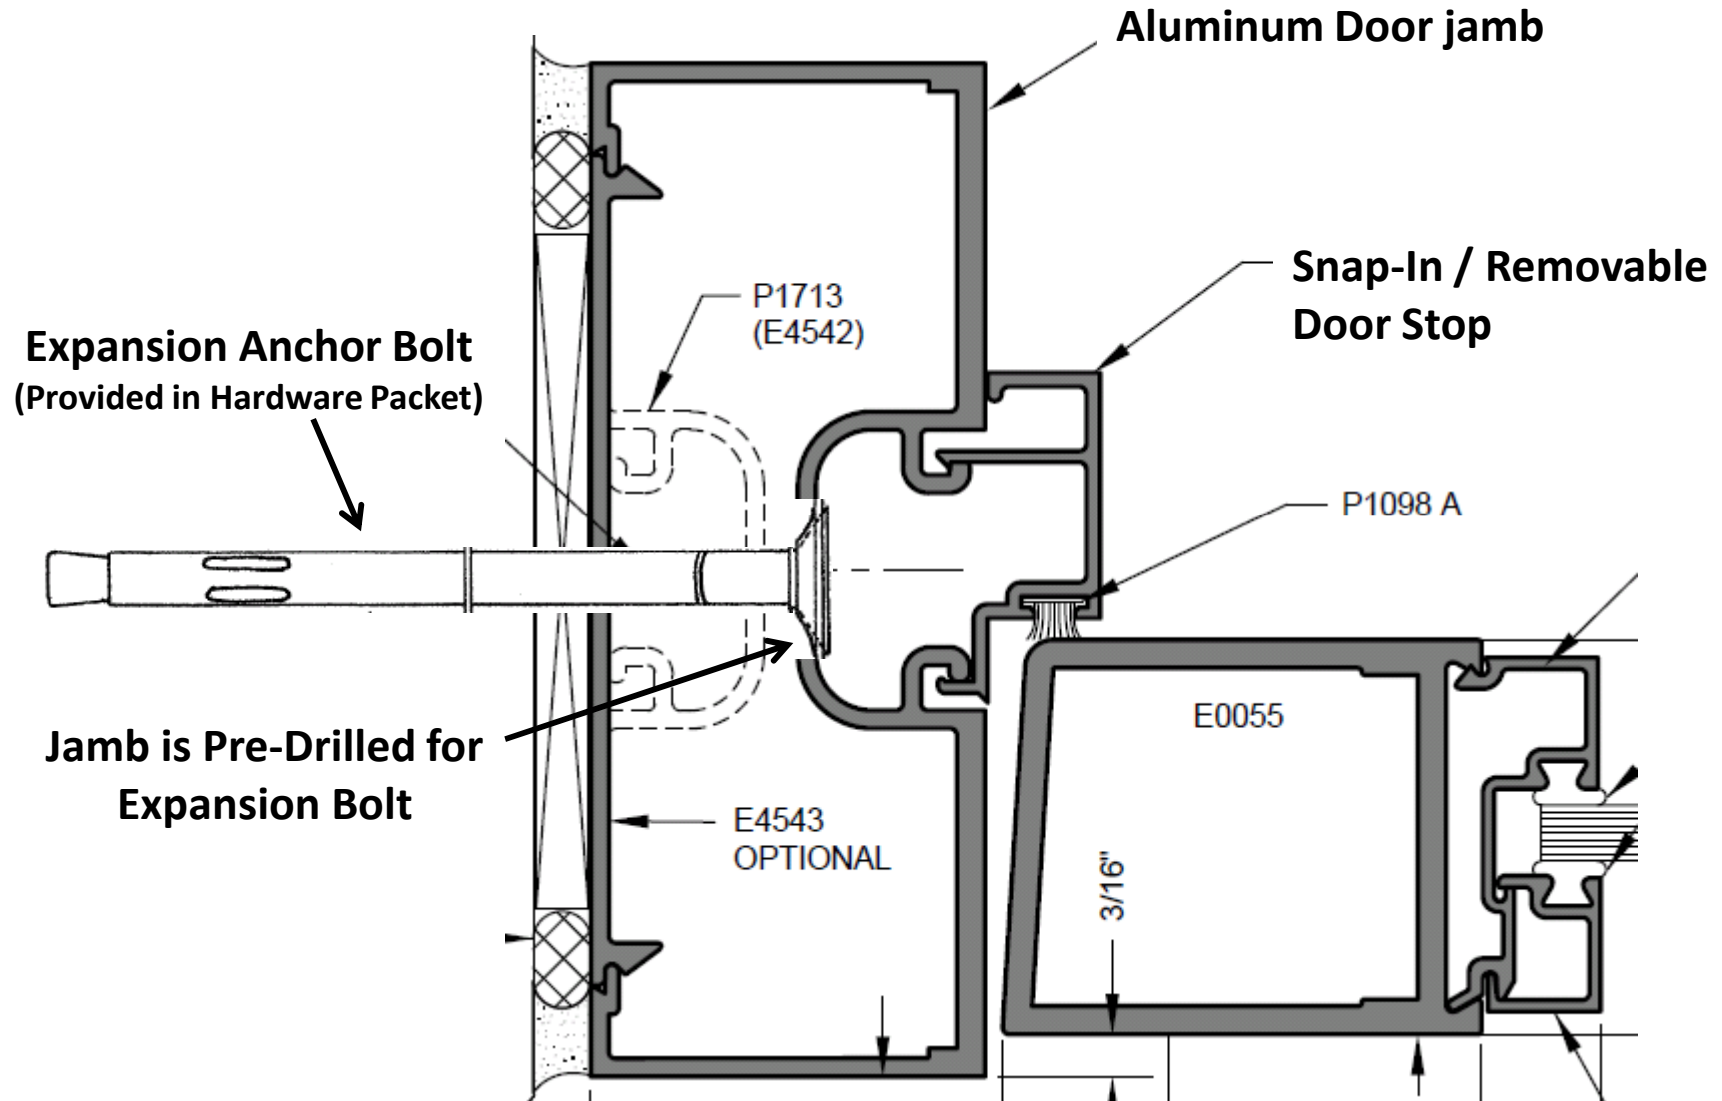 Aluminum Door jamb
Snap-In / Removable
Door Stop
P1713
(E4542)
Expansion Anchor Bolt
(Provided in Hardware Packet)
P1098 A
E0055
Jamb is Pre-Drilled for
Expansion Bolt
E4543
OPTIONAL
3/16"